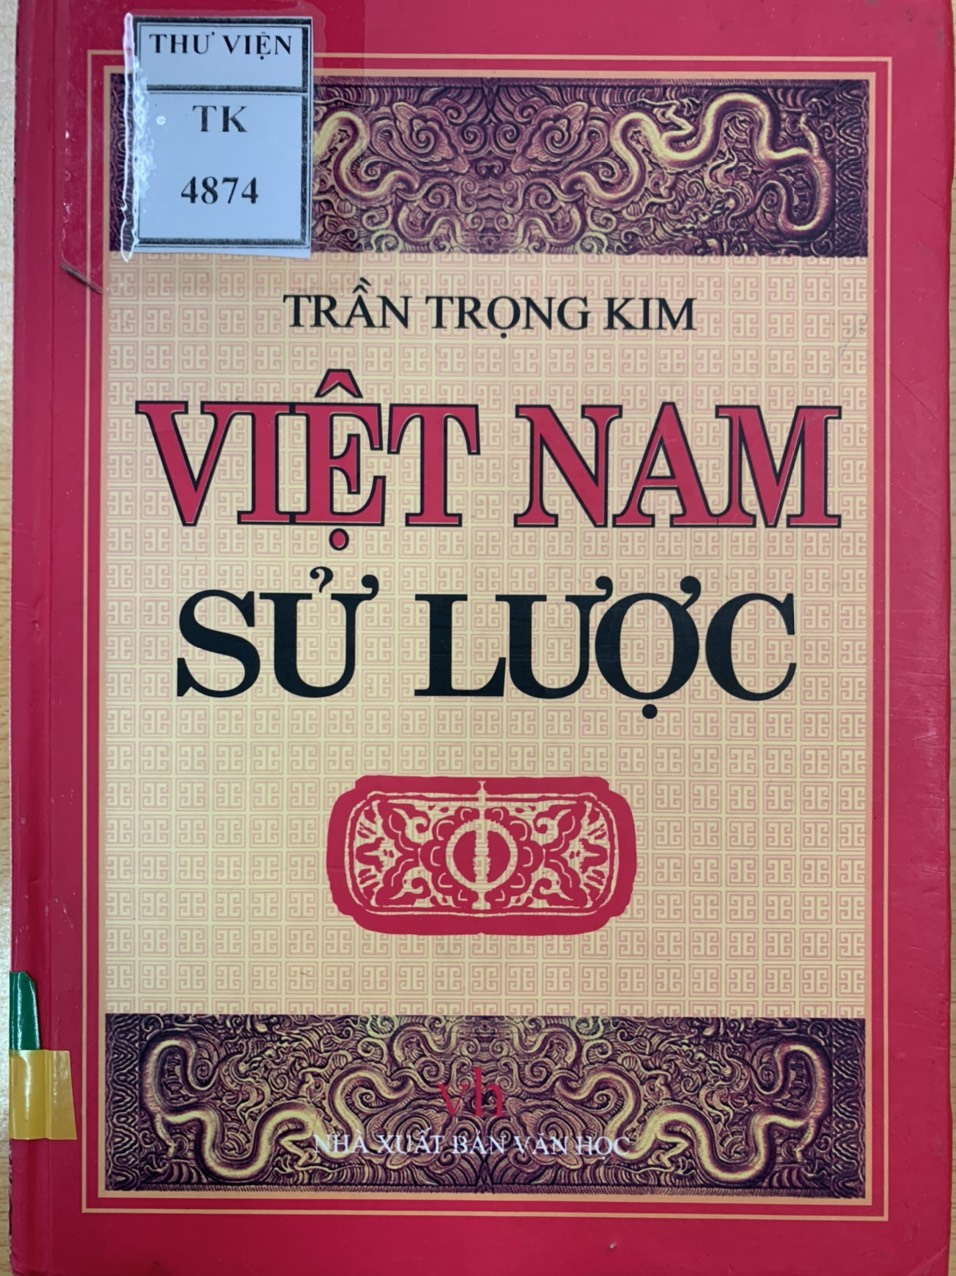 THƯ VIỆN
TK
4874
TRẦN TRỌNG KIM
VIỆT NAM
SỬ LƯỢC
vh
NHÀ XUẤT BẢN VĂN HỌC